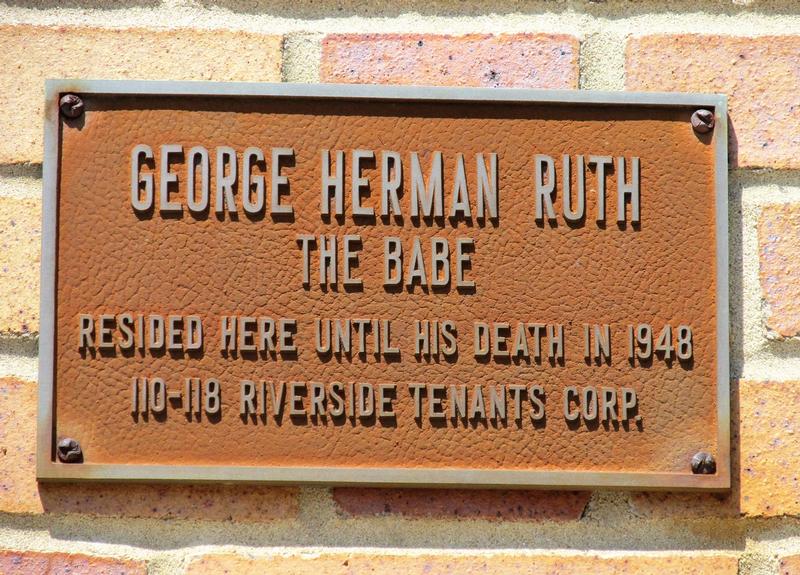 GEORGE HERMAN RUTH
THE BABE
RESIDED HERE UNTIL HIS DEATH IN 1948
110-118 RIVERSIDE TENANTS CORP.